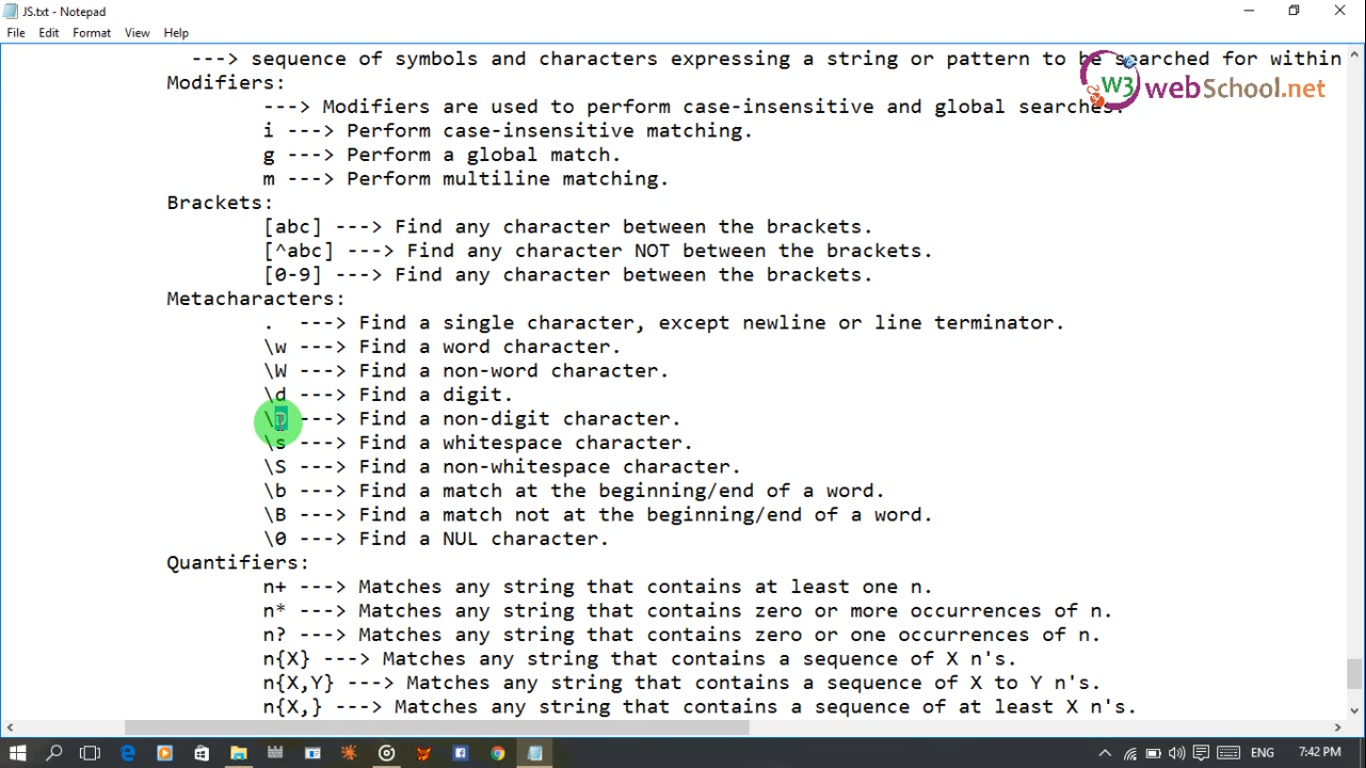 JS.txt - Notepad
File Edit Format View Help
---> sequence of symbols and characters expressing a string or pattern to be searched for within
W3 webSchool.net
Modifiers:
---> Modifiers are used to perform case-insensitive and global searches.
i ---> Perform case-insensitive matching.
g ---> Perform a global match.
m ---> Perform multiline matching.
Brackets:
[abc] ---> Find any character between the brackets.
[^abc] ---> Find any character NOT between the brackets.
[0-9] ---> Find any character between the brackets.
Metacharacters:
. ---> Find a single character, except newline or line terminator.
\w ---> Find a word character.
\W ---> Find a non-word character.
\d ---> Find a digit.
\D ---> Find a non-digit character.
\s ---> Find a whitespace character.
\S ---> Find a non-whitespace character.
\b ---> Find a match at the beginning/end of a word.
\B ---> Find a match not at the beginning/end of a word.
\0 ---> Find a NUL character.
Quantifiers:
n+ ---> Matches any string that contains at least one n.
n* ---> Matches any string that contains zero or more occurrences of n.
n? ---> Matches any string that contains zero or one occurrences of n.
n{X} ---> Matches any string that contains a sequence of X n's.
n{X,Y} ---> Matches any string that contains a sequence of X to Y n's.
n{X,} ---> Matches any string that contains a sequence of at least X n's.
ENG 7:42 PM